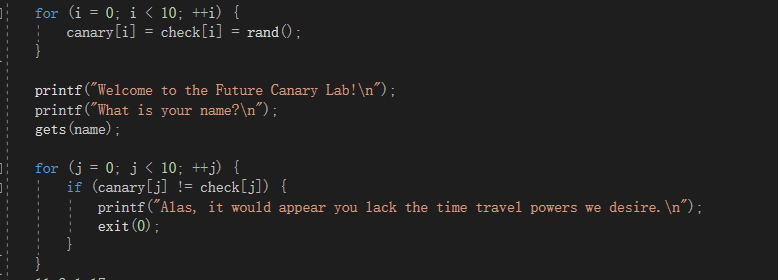 for (i = 0; i < 10; ++i) {
canary[i] = check[i] = rand();
}
printf("Welcome to the Future Canary Lab!\n");
printf("What is your name?\n");
gets(name);
for (j = 0; j < 10; ++j) {
if (canary[j] != check[j]) {
printf("Alas, it would appear you lack the time travel powers we desire.\n");
exit(0);
}
}